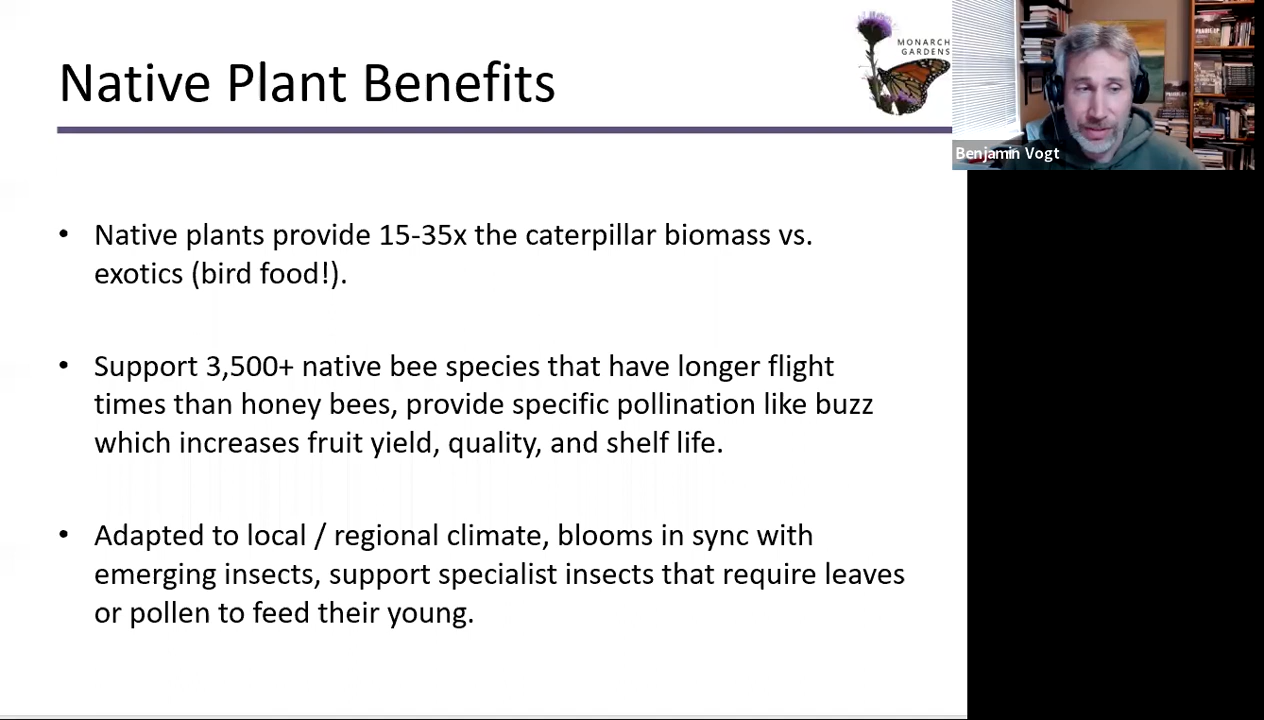 Native Plant Benefits
MONARCH
GARDENS
Benjamin Vogt
• Native plants provide 15-35x the caterpillar biomass vs.
exotics (bird food!).
• Support 3,500+ native bee species that have longer flight
times than honey bees, provide specific pollination like buzz
which increases fruit yield, quality, and shelf life.
• Adapted to local / regional climate, blooms in sync with
emerging insects, support specialist insects that require leaves
or pollen to feed their young.